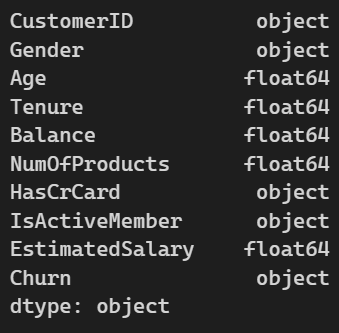 CustomerID object
Gender object
Age float64
Tenure float64
Balance float64
NumOfProducts float64
HasCrCard object
IsActiveMember object
EstimatedSalary float64
Churn object
dtype: object